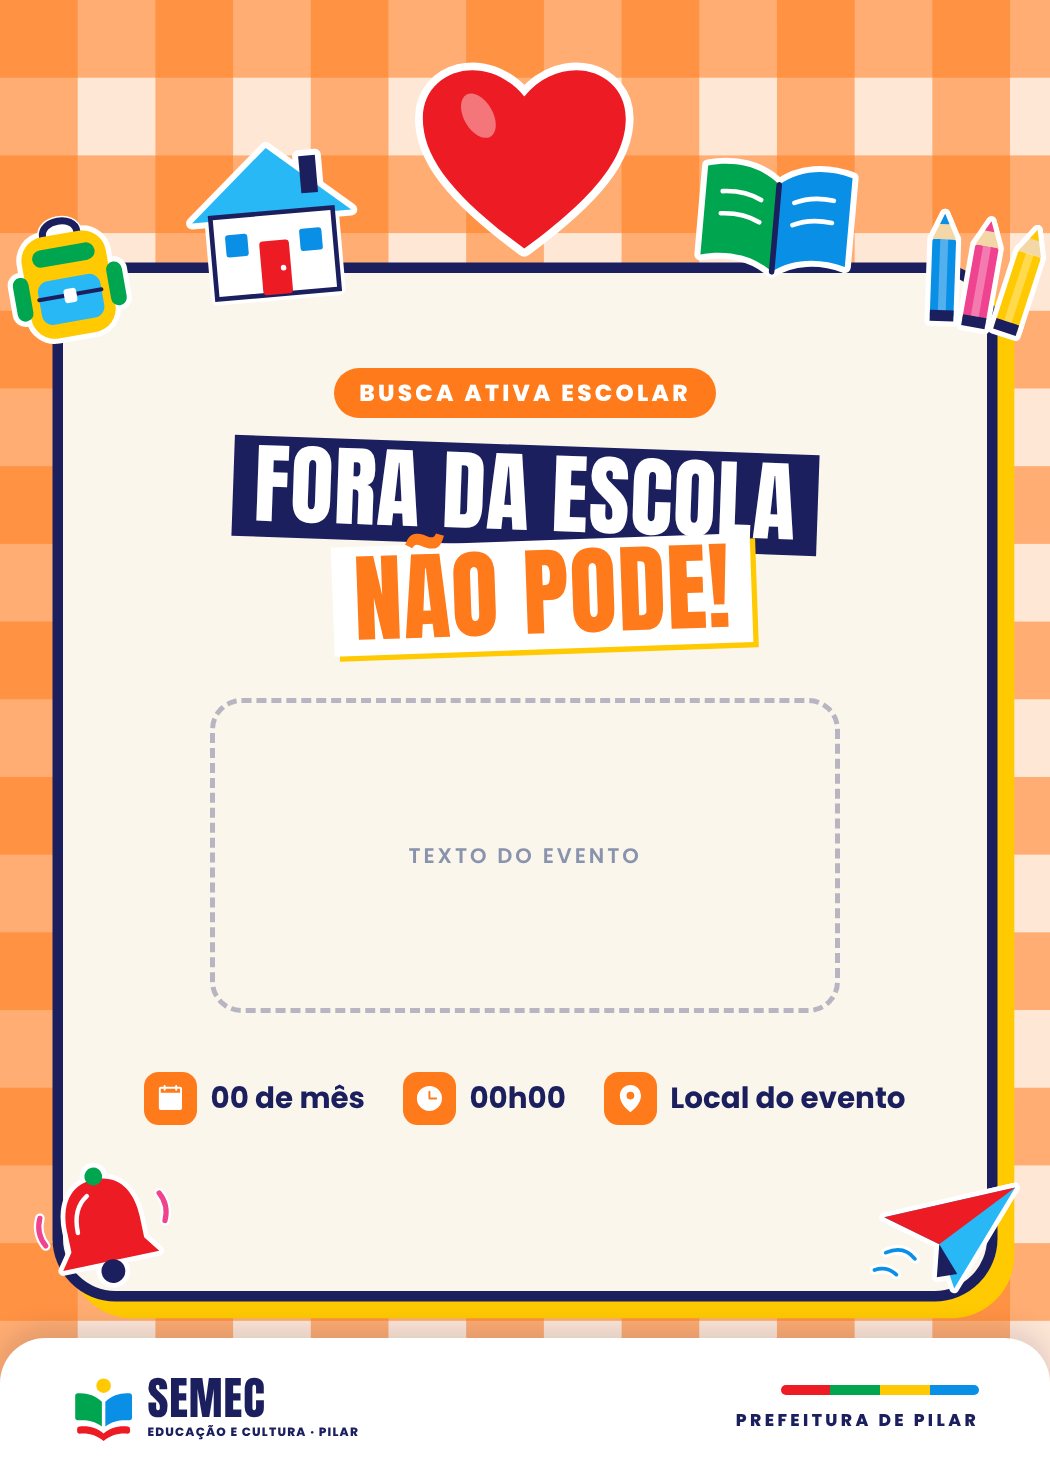 BUSCA ATIVA ESCOLAR
FORA DA ESCOLA
NÃO PODE!
TEXTO DO EVENTO
00 de mês
00h00
Local do evento
SEMEC
EDUCAÇÃO E CULTURA · PILAR
PREFEITURA DE PILAR